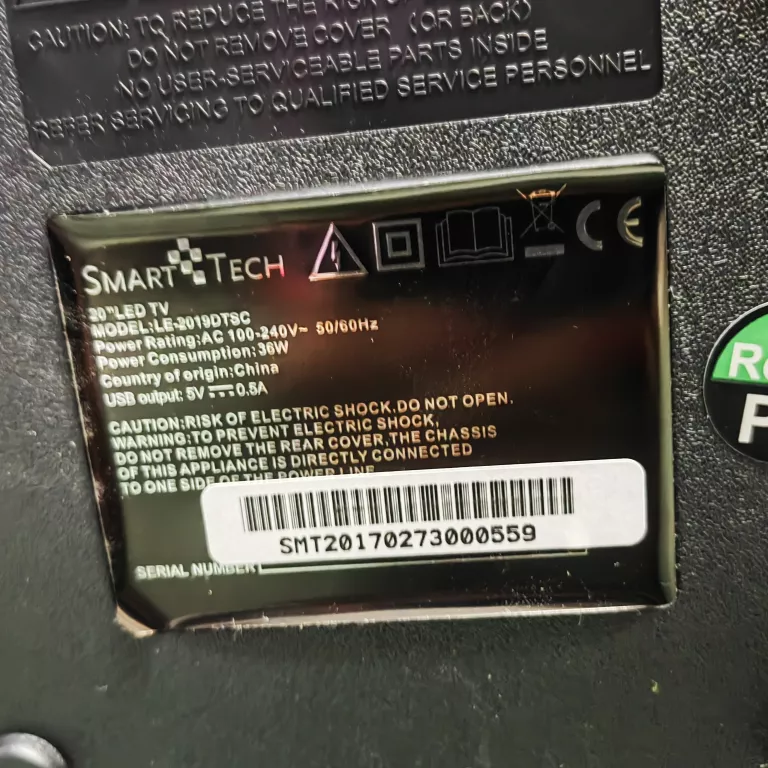 CAUTION: TO REDUCE THE RISK
DO NOT REMOVE COVER (OR BACK)
NO USER-SERVICEABLE PARTS INSIDE
REFER SERVICING TO QUALIFIED SERVICE PERSONNEL
SMART TECH
20"LED TV
MODEL:LE-2019DTSC
Power Rating:AC 100-240V~ 50/60Hz
Power Consumption:36W
Country of origin:China
USB output: 5V⎓0.5A
CAUTION:RISK OF ELECTRIC SHOCK,DO NOT OPEN.
WARNING:TO PREVENT ELECTRIC SHOCK,
DO NOT REMOVE THE REAR COVER,THE CHASSIS
OF THIS APPLIANCE IS DIRECTLY CONNECTED
TO ONE SIDE OF THE POWER LINE
SMT20170273000559
SERIAL NUMBER